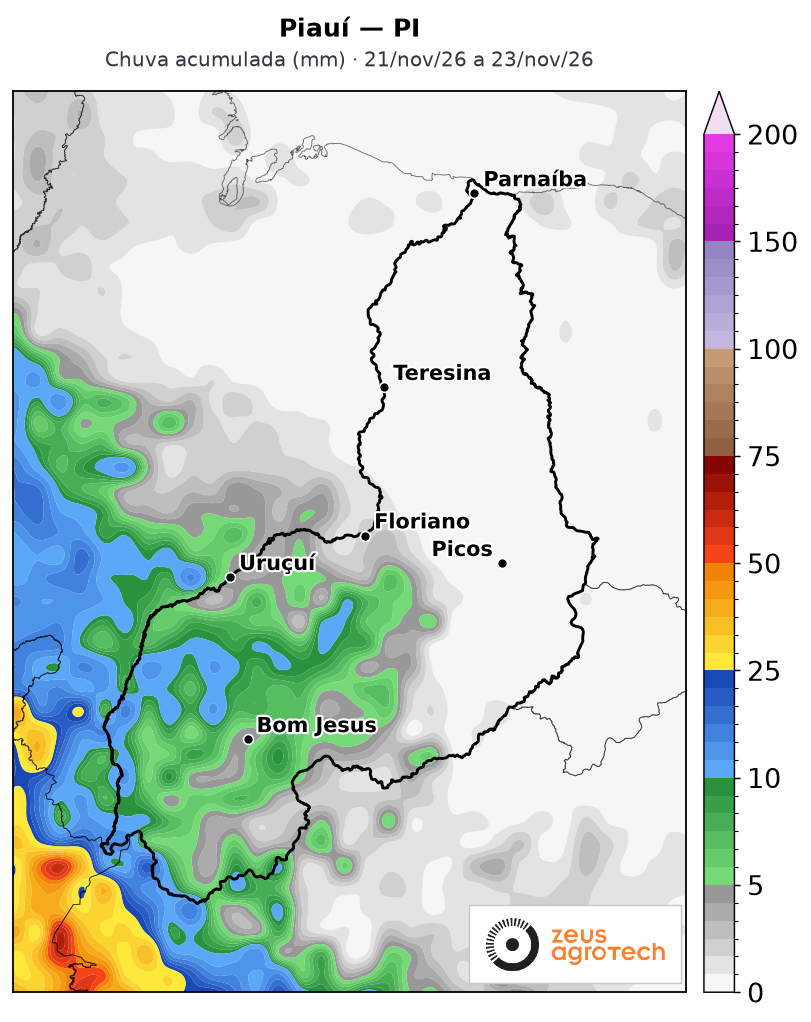 Piauí — PI
Chuva acumulada (mm) · 21/nov/26 a 23/nov/26
Parnaíba
Teresina
Floriano
Picos
Uruçuí
Bom Jesus
200
150
100
75
50
25
10
5
0
zeus
agrotech